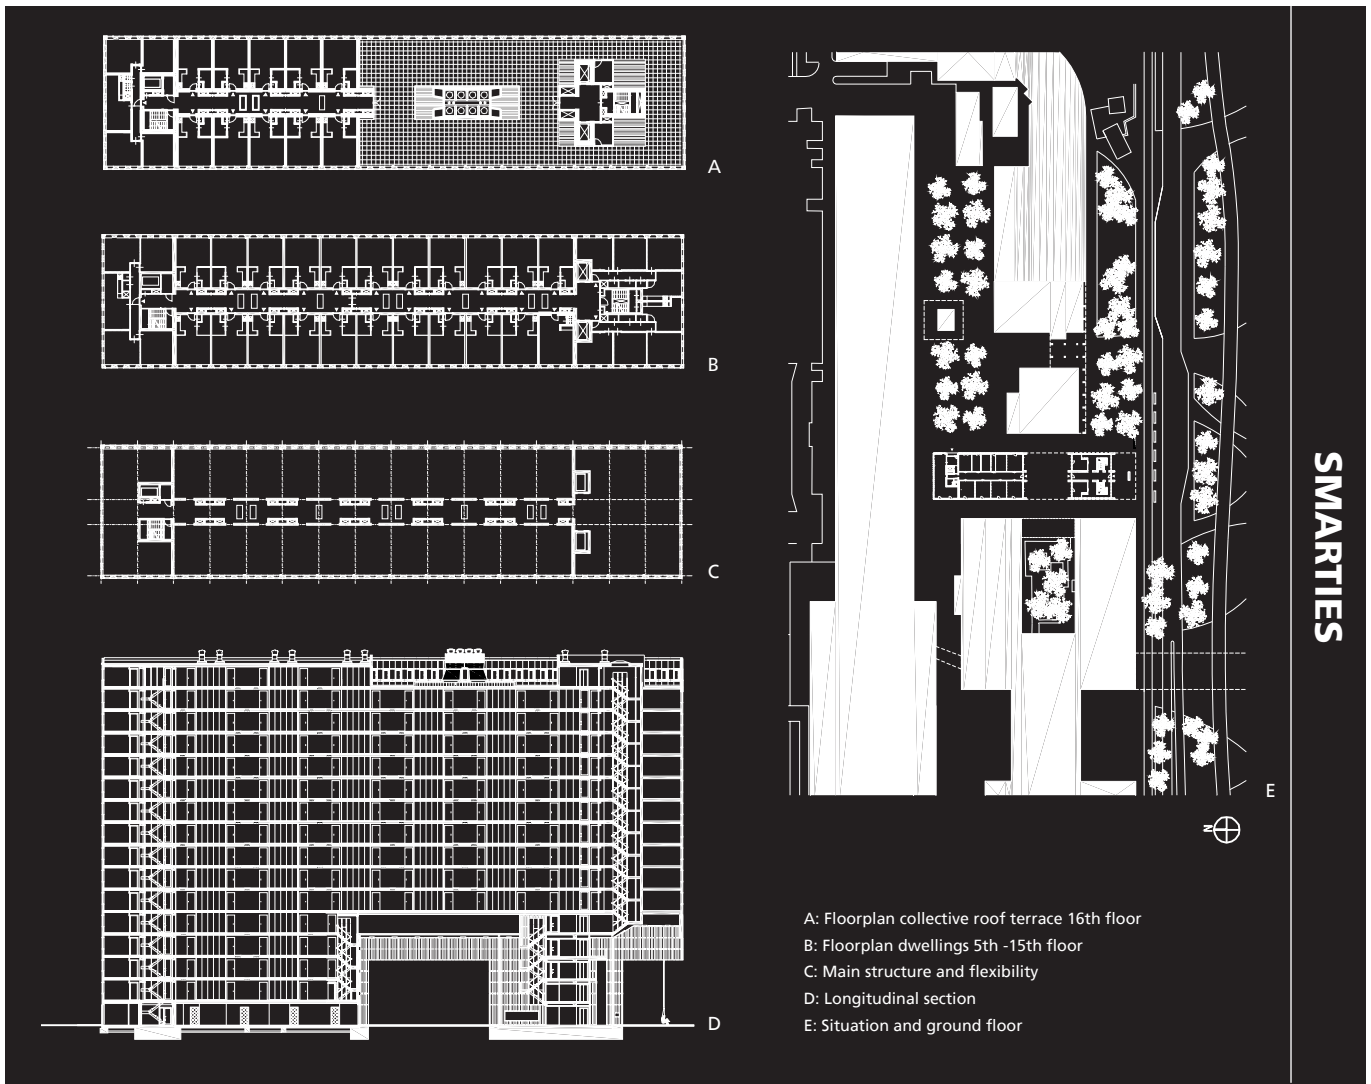 A
B
C
D
E
N
A: Floorplan collective roof terrace 16th floor
B: Floorplan dwellings 5th -15th floor
C: Main structure and flexibility
D: Longitudinal section
E: Situation and ground floor
SMARTIES